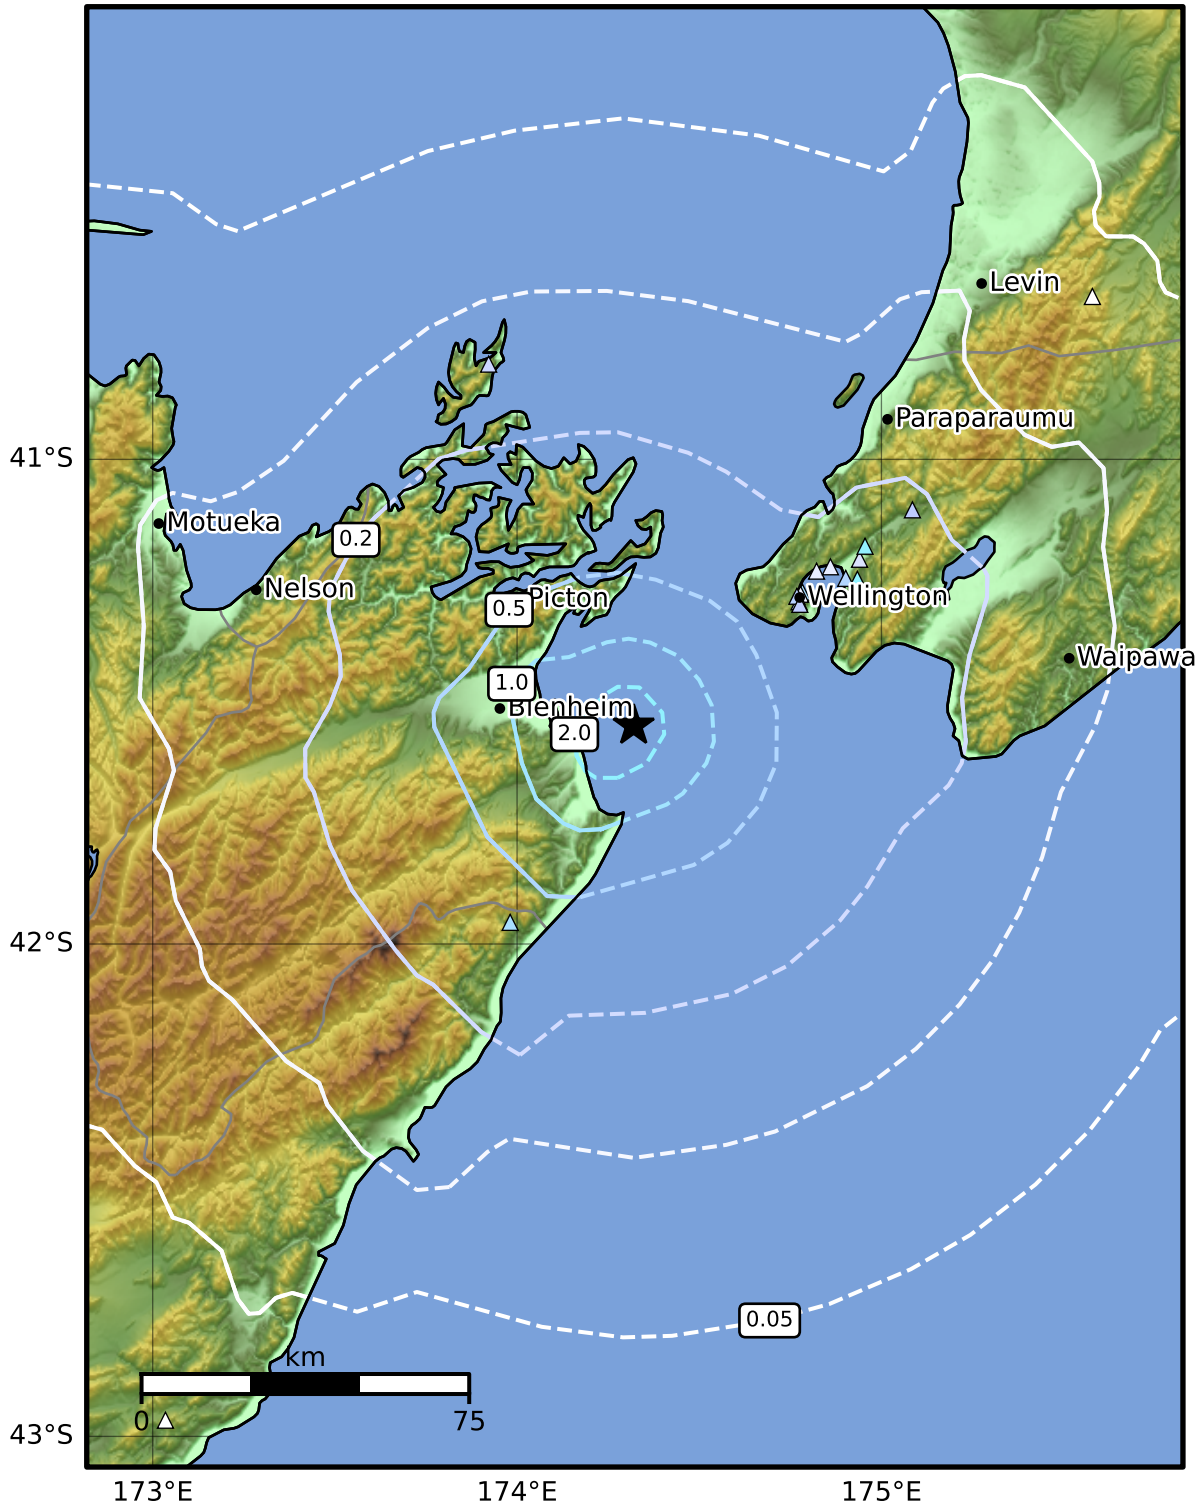 Levin
Paraparaumu
41°S
Motueka
0.2
Nelson
Picton
0.5
Wellington
Waipawa
1.0
Blenheim
2.0
42°S
0.05
km
0
75
43°S
173°E
174°E
175°E